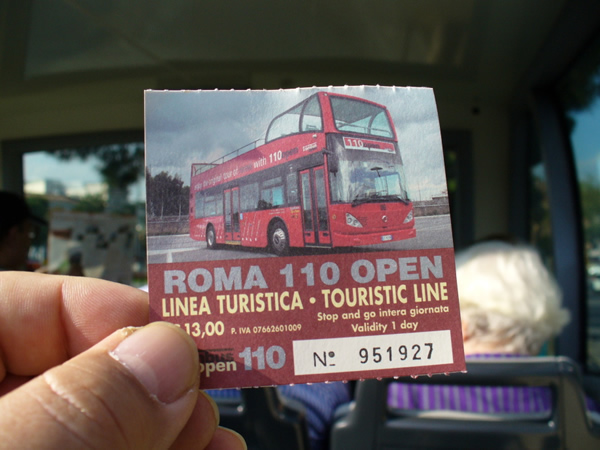 with 110
110
ROMA 110 OPEN
LINEA TURISTICA • TOURISTIC LINE
13,00 P. IVA 07662601009
Stop and go intera giornata
Validity 1 day
open 110
Nº 951927